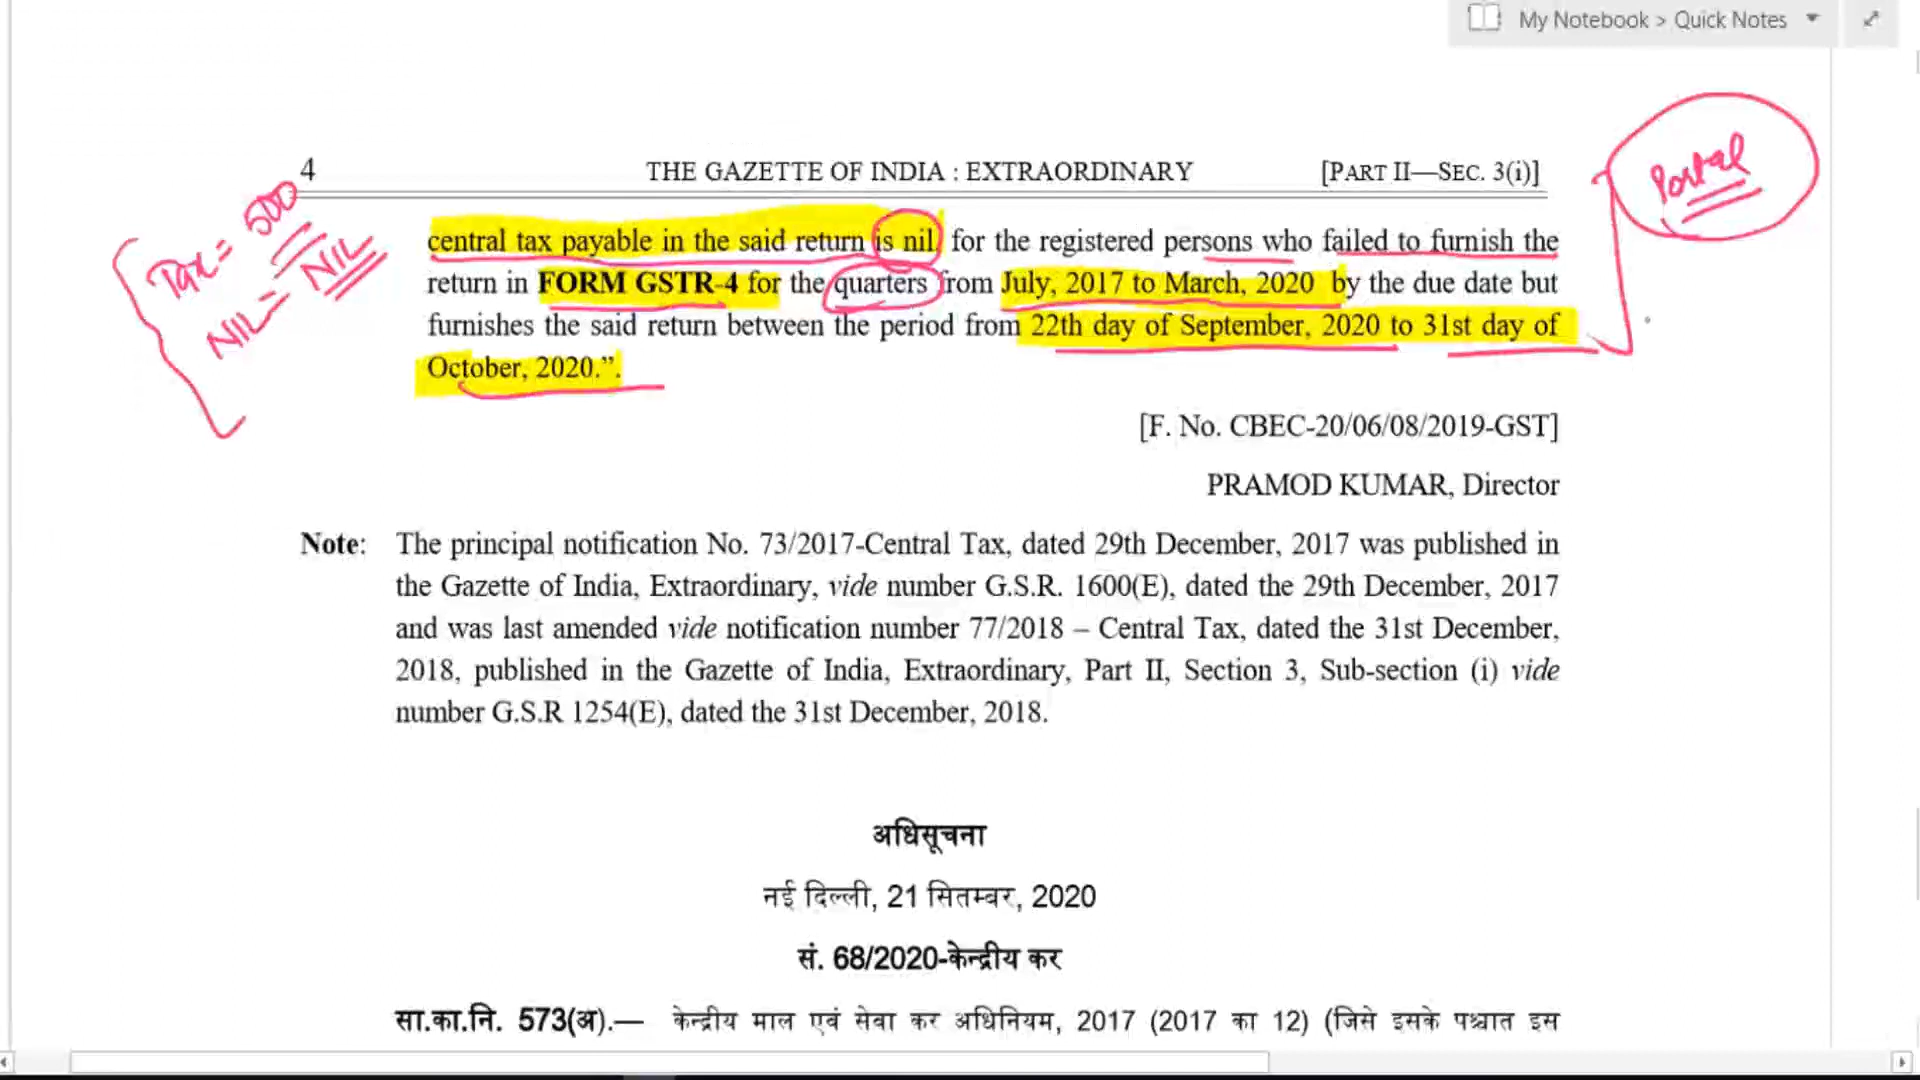 My Notebook > Quick Notes
Portal
4 THE GAZETTE OF INDIA : EXTRAORDINARY [PART II—SEC. 3(i)]
Tax = 500
NIL = NIL
central tax payable in the said return is nil, for the registered persons who failed to furnish the
return in FORM GSTR-4 for the quarters from July, 2017 to March, 2020 by the due date but
furnishes the said return between the period from 22th day of September, 2020 to 31st day of
October, 2020.”.
[F. No. CBEC-20/06/08/2019-GST]
PRAMOD KUMAR, Director
Note: The principal notification No. 73/2017-Central Tax, dated 29th December, 2017 was published in
the Gazette of India, Extraordinary, vide number G.S.R. 1600(E), dated the 29th December, 2017
and was last amended vide notification number 77/2018 – Central Tax, dated the 31st December,
2018, published in the Gazette of India, Extraordinary, Part II, Section 3, Sub-section (i) vide
number G.S.R 1254(E), dated the 31st December, 2018.
अधिसूचना
नई दिल्ली, 21 सितम्बर, 2020
सं. 68/2020-केन्द्रीय कर
सा.का.नि. 573(अ).— केन्द्रीय माल एवं सेवा कर अधिनियम, 2017 (2017 का 12) (जिसे इसके पश्चात इस